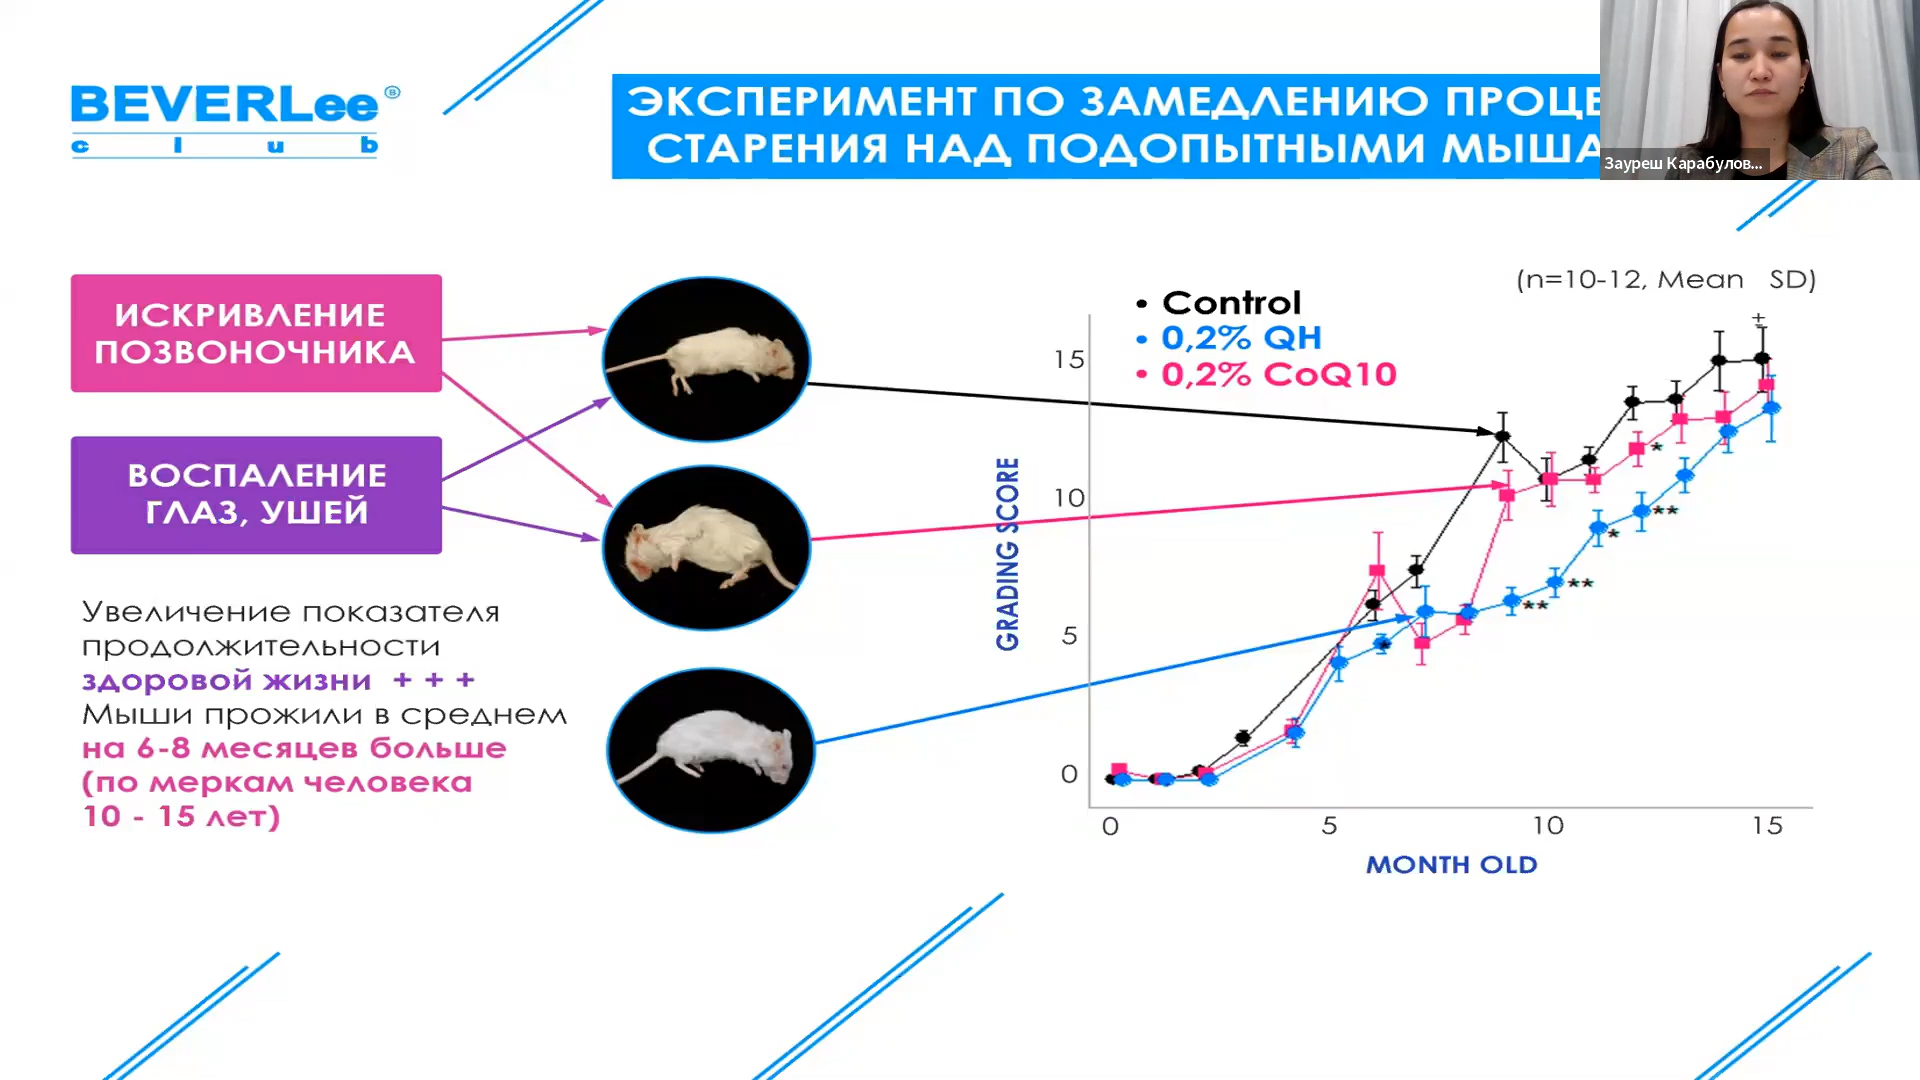 BEVERLee®
club
ЭКСПЕРИМЕНТ ПО ЗАМЕДЛЕНИЮ
СТАРЕНИЯ НАД ПОДОПЫТНЫМИ
Зауреш Карабулов...
ИСКРИВЛЕНИЕ
ПОЗВОНОЧНИКА
ВОСПАЛЕНИЕ
ГЛАЗ, УШЕЙ
Увеличение показателя
продолжительности
здоровой жизни + + +
Мыши прожили в среднем
на 6-8 месяцев больше
(по меркам человека
10 - 15 лет)
(n=10-12, Mean SD)
+
• Control
• 0,2% QH
• 0,2% CoQ10
GRADING SCORE
15
10
5
0
*
*
**
*
**
**
0 5 10 15
MONTH OLD